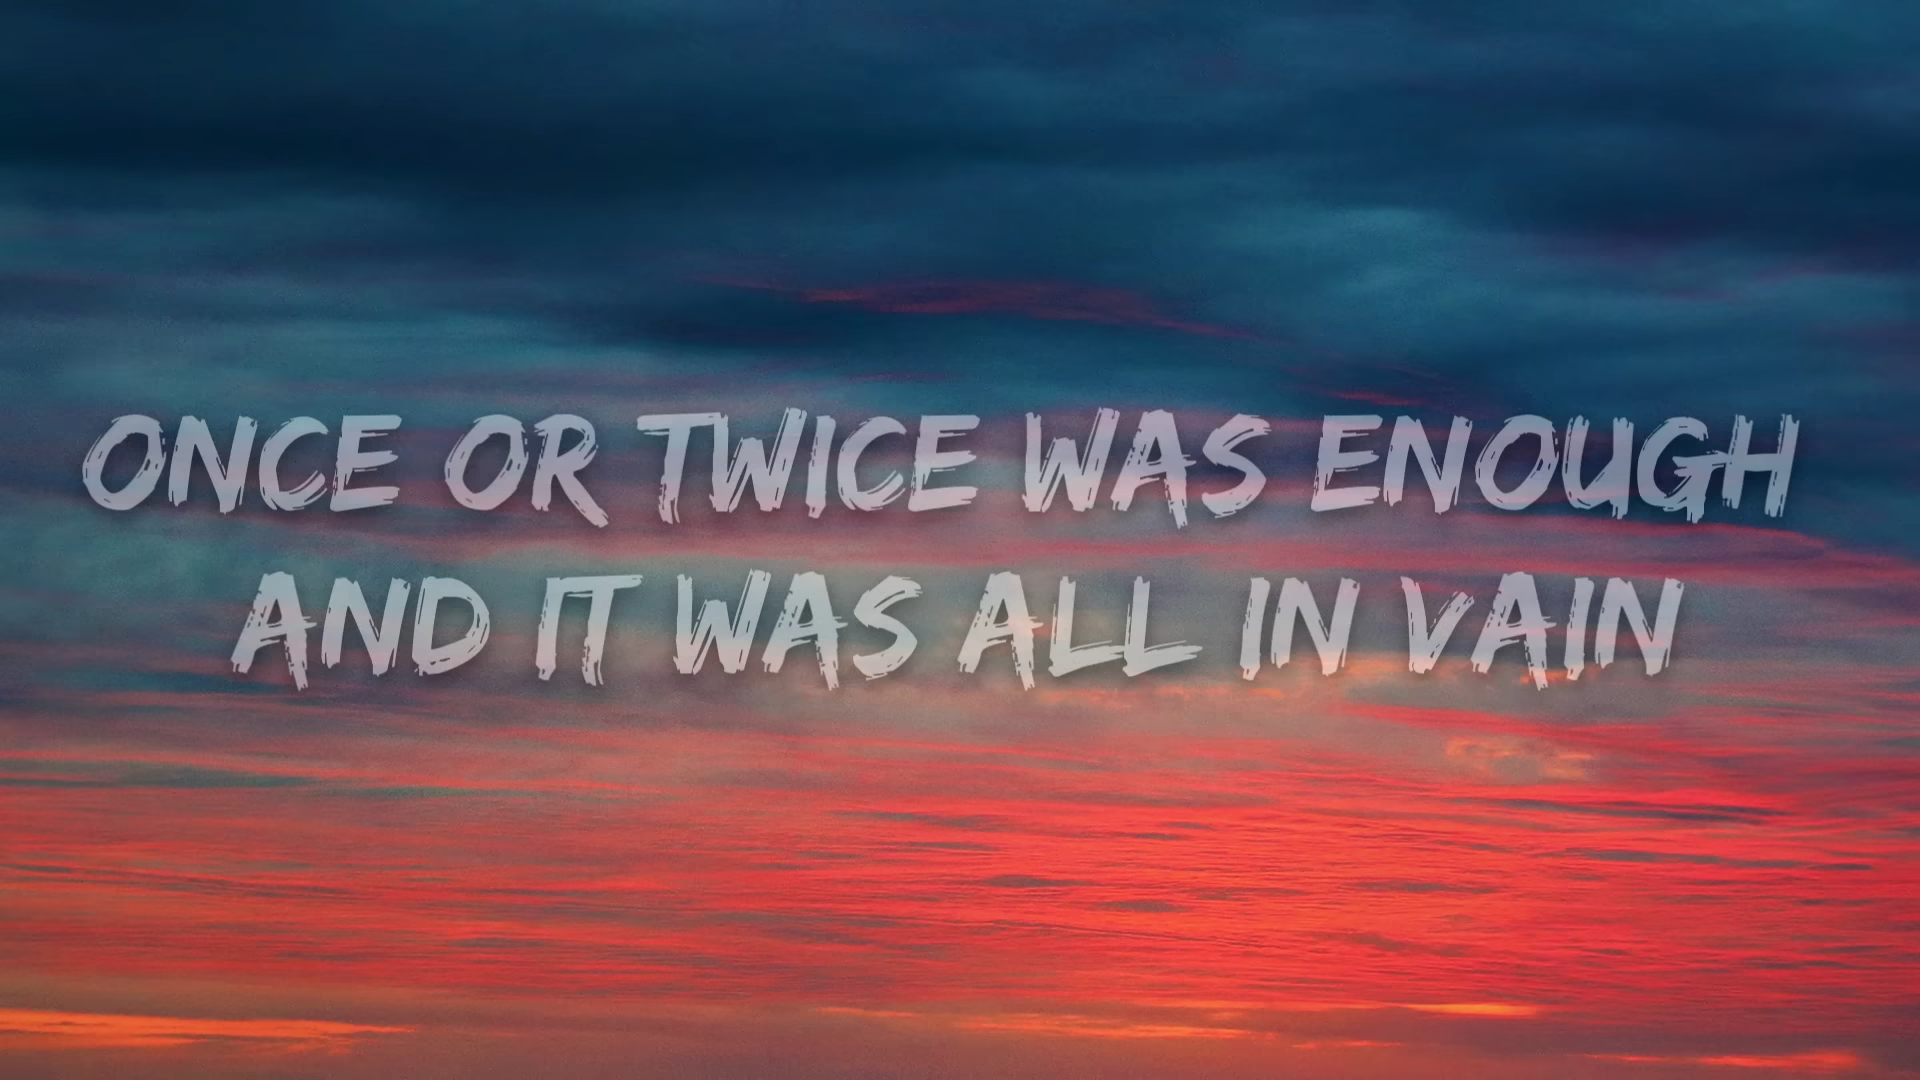 ONCE OR TWICE WAS ENOUGH
AND IT WAS ALL IN VAIN